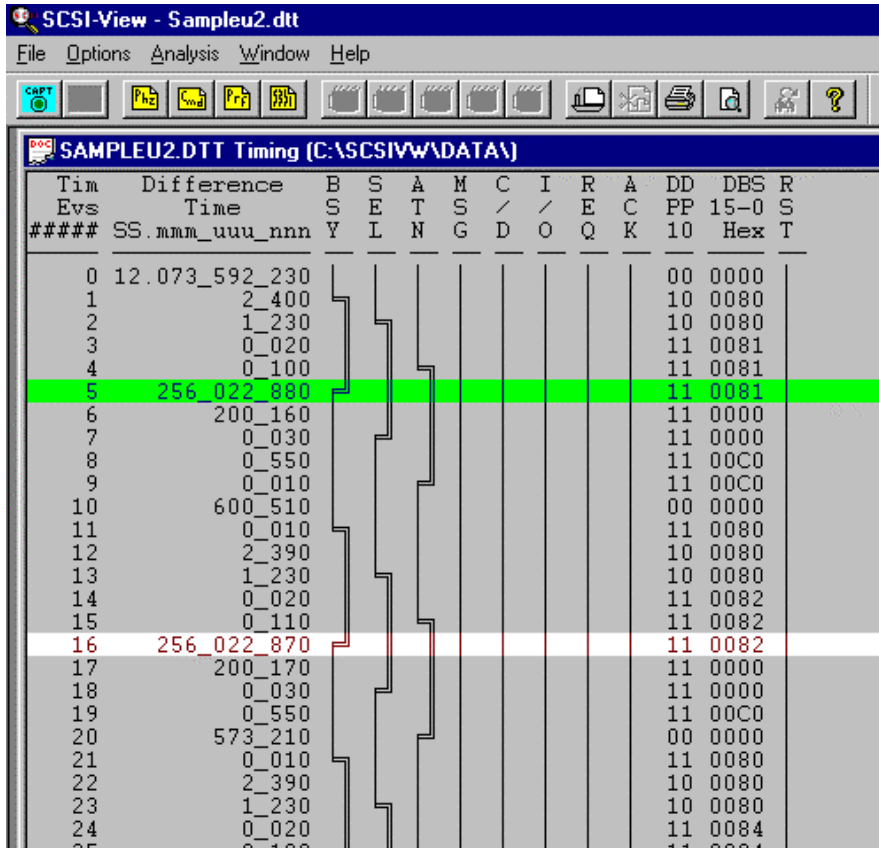 SCSI-View - Sampleu2.dtt
File Options Analysis Window Help
CAPT Phz Cmd Prf
DOC SAMPLEU2.DTT Timing (C:\SCSIVW\DATA\)
Tim Difference B S A M C I R A DD DBS R
Evs Time S E T S / / E C PP 15-0 S
##### SS.mmm_uuu_nnn Y L N G D O Q K 10 Hex T
0 12.073_592_230 00 0000
1 2_400 10 0080
2 1_230 10 0080
3 0_020 11 0081
4 0_100 11 0081
5 256_022_880 11 0081
6 200_160 11 0000
7 0_030 11 0000
8 0_550 11 00C0
9 0_010 11 00C0
10 600_510 00 0000
11 0_010 11 0080
12 2_390 10 0080
13 1_230 10 0080
14 0_020 11 0082
15 0_110 11 0082
16 256_022_870 11 0082
17 200_170 11 0000
18 0_030 11 0000
19 0_550 11 00C0
20 573_210 00 0000
21 0_010 11 0080
22 2_390 10 0080
23 1_230 10 0080
24 0_020 11 0084